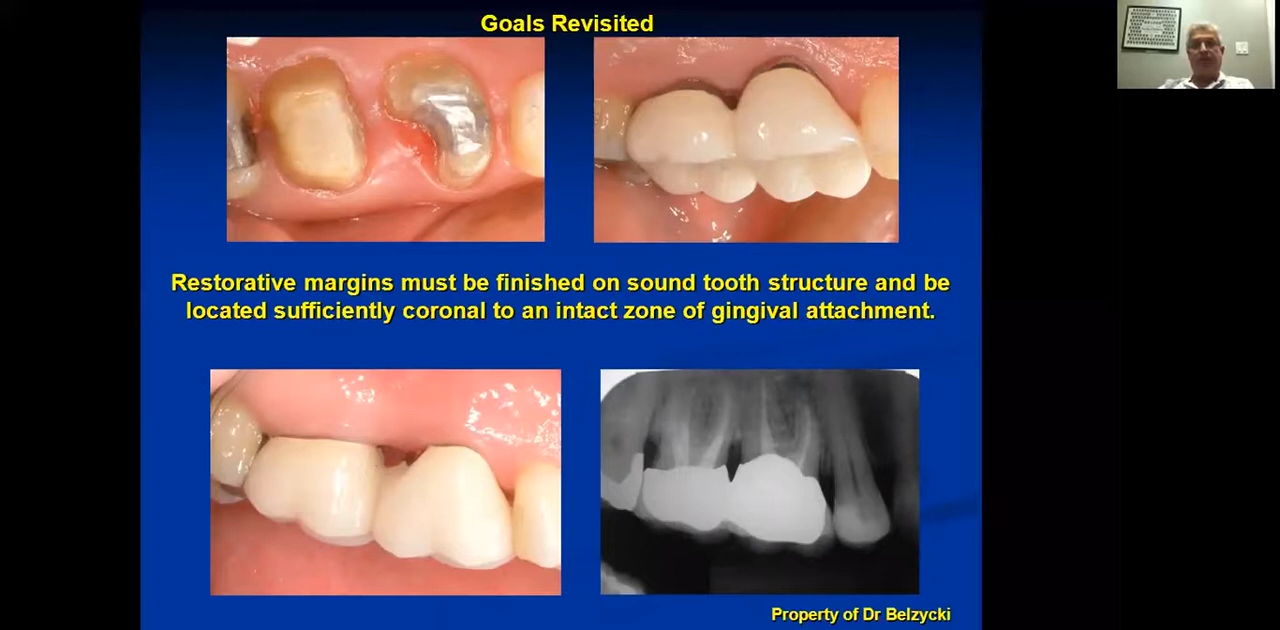 Goals Revisited
Restorative margins must be finished on sound tooth structure and be
located sufficiently coronal to an intact zone of gingival attachment.
Property of Dr Belzycki